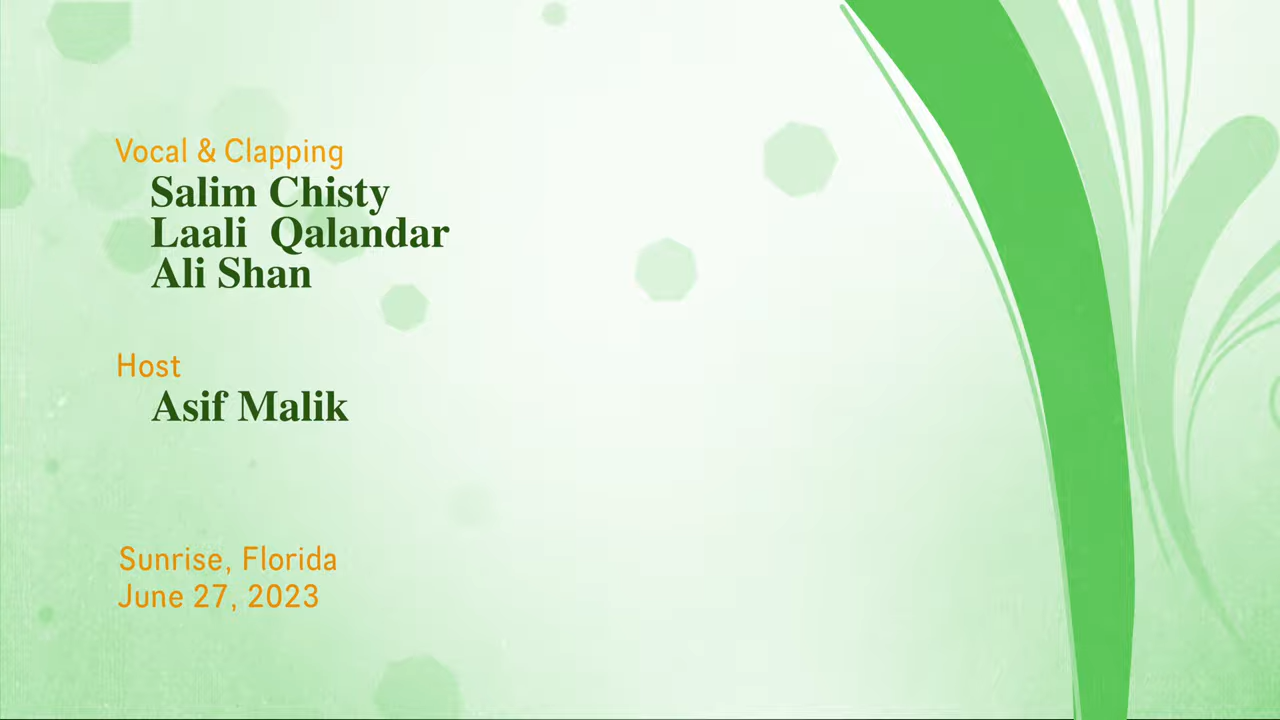 Vocal & Clapping
Salim Chisty
Laali  Qalandar
Ali Shan
Host
Asif Malik
Sunrise, Florida
June 27, 2023